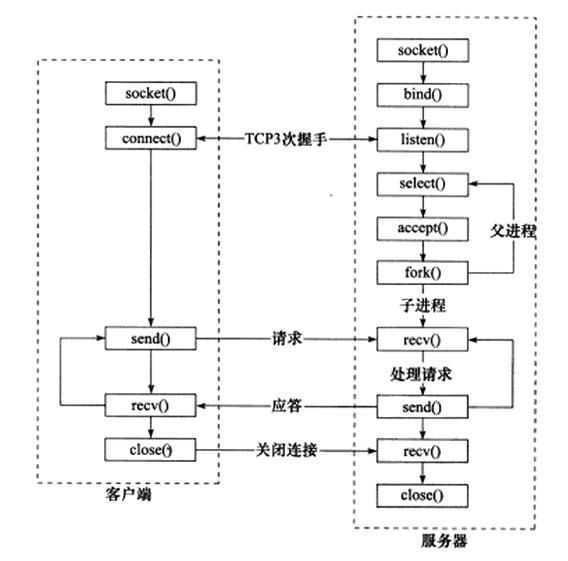 socket()
socket()
bind()
connect()
TCP3次握手
listen()
select()
accept()
父进程
fork()
子进程
send()
请求
recv()
处理请求
recv()
应答
send()
close()
关闭连接
recv()
close()
客户端
服务器